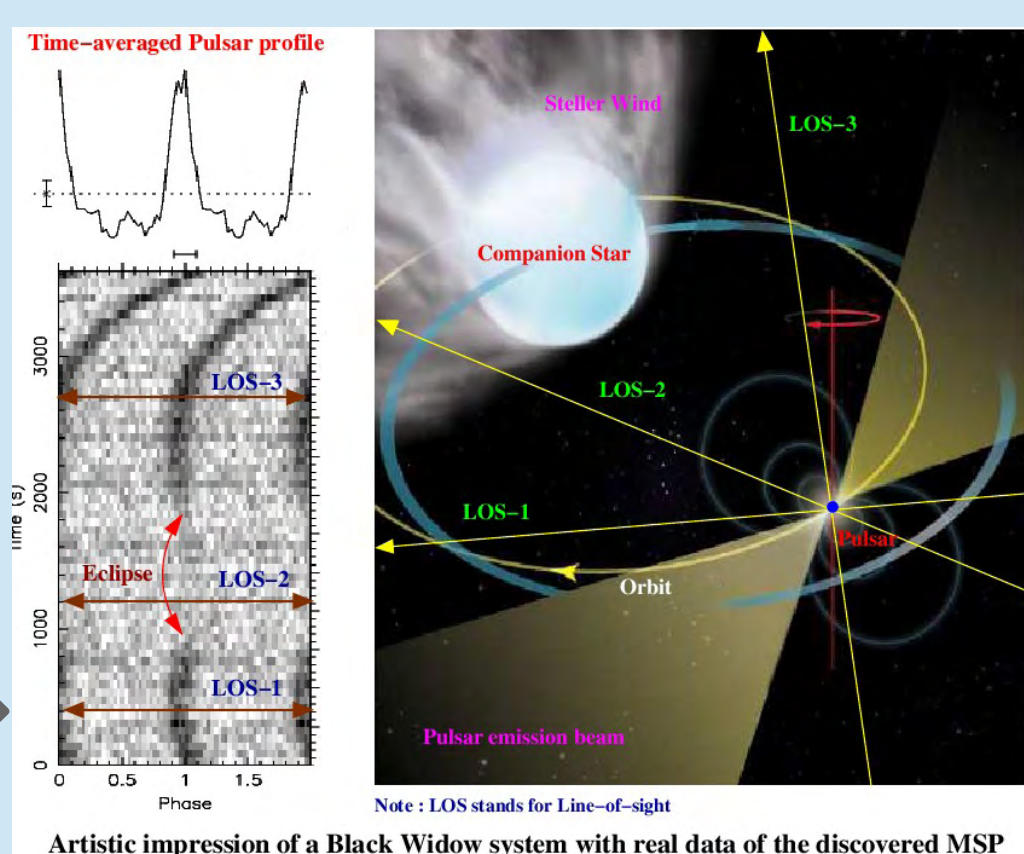 Time-averaged Pulsar profile
Steller Wind
LOS-3
Companion Star
LOS-2
LOS-1
Pulsar
Orbit
Pulsar emission beam
3000
2000
1000
0
Time (s)
LOS-3
Eclipse
LOS-2
LOS-1
0 0.5 1 1.5
Phase
Note : LOS stands for Line-of-sight
Artistic impression of a Black Widow system with real data of the discovered MSP